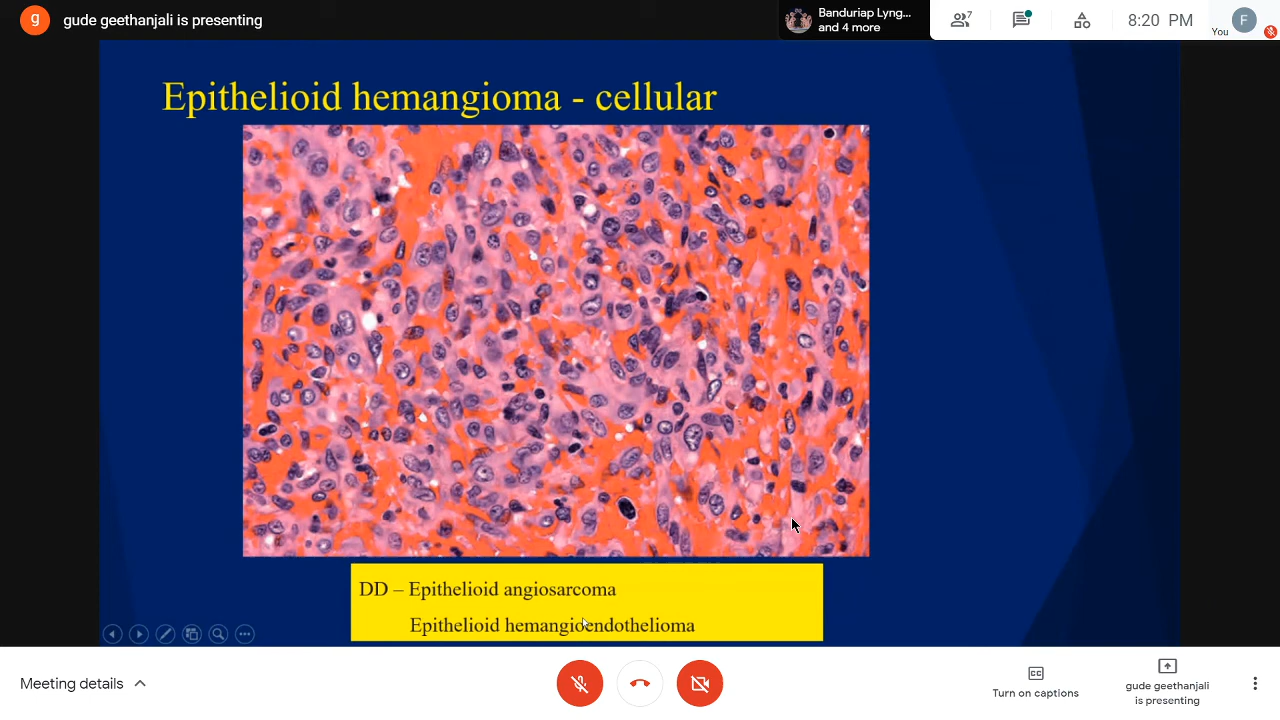 g
gude geethanjali is presenting
Banduriap Lyng...
and 4 more
7
8:20 PM
You
F
Epithelioid hemangioma - cellular
DD – Epithelioid angiosarcoma
Epithelioid hemangioendothelioma
Meeting details
CC
Turn on captions
gude geethanjali
is presenting